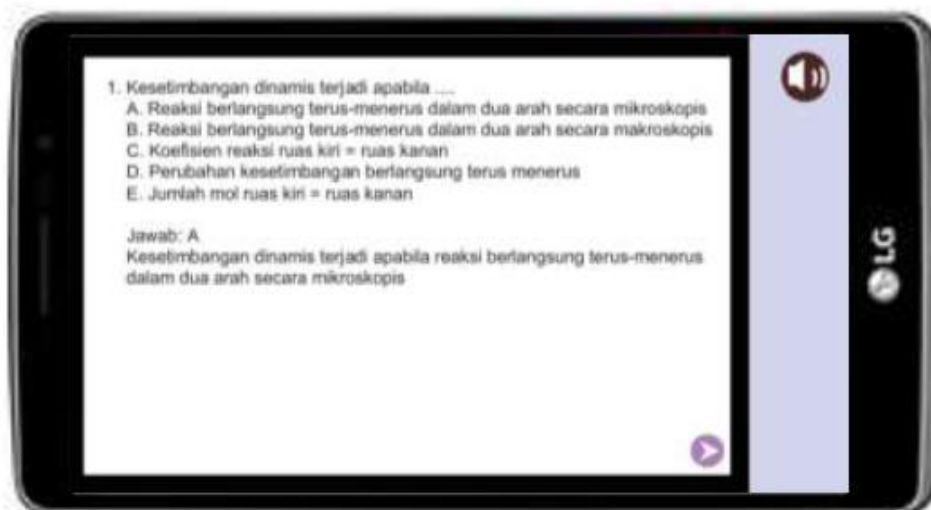 1. Kesetimbangan dinamis terjadi apabila ....
A. Reaksi berlangsung terus-menerus dalam dua arah secara mikroskopis
B. Reaksi berlangsung terus-menerus dalam dua arah secara makroskopis
C. Koefisien reaksi ruas kiri = ruas kanan
D. Perubahan kesetimbangan berlangsung terus menerus
E. Jumlah mol ruas kiri = ruas kanan
Jawab: A
Kesetimbangan dinamis terjadi apabila reaksi berlangsung terus-menerus
dalam dua arah secara mikroskopis
LG